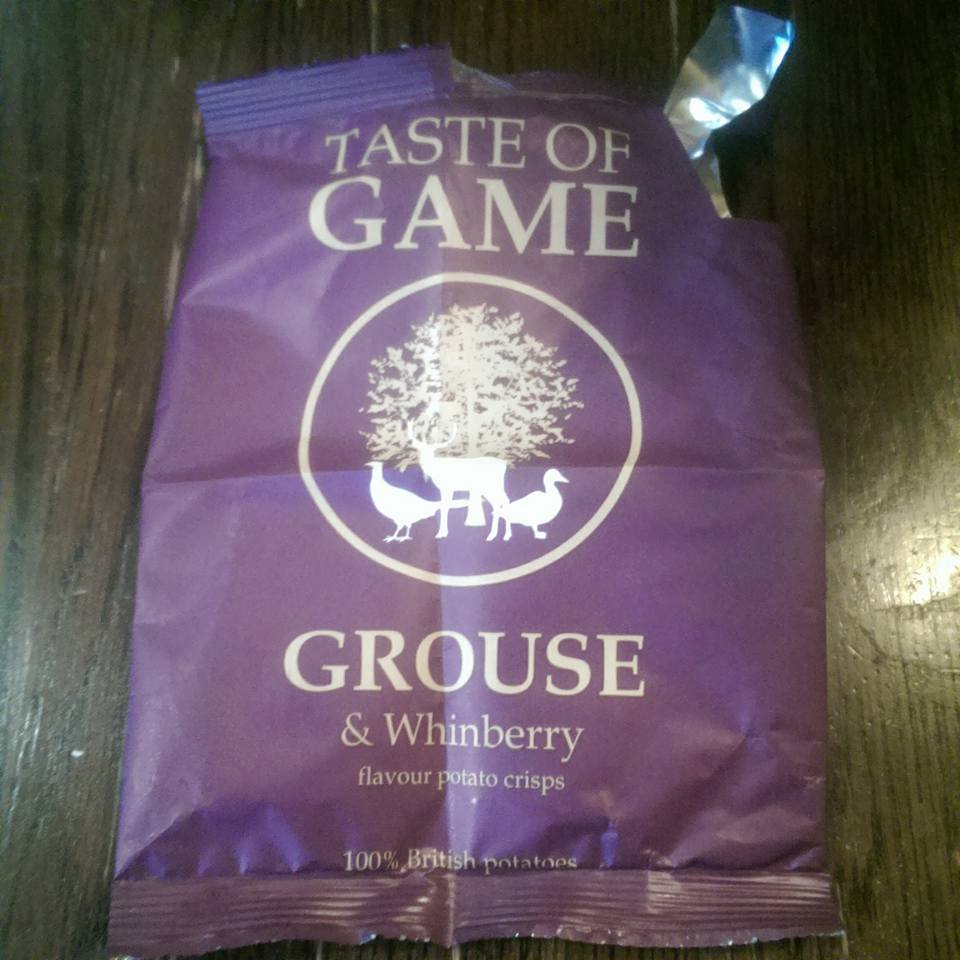 TASTE OF
GAME
GROUSE
& Whinberry
flavour potato crisps
100% British potatoes